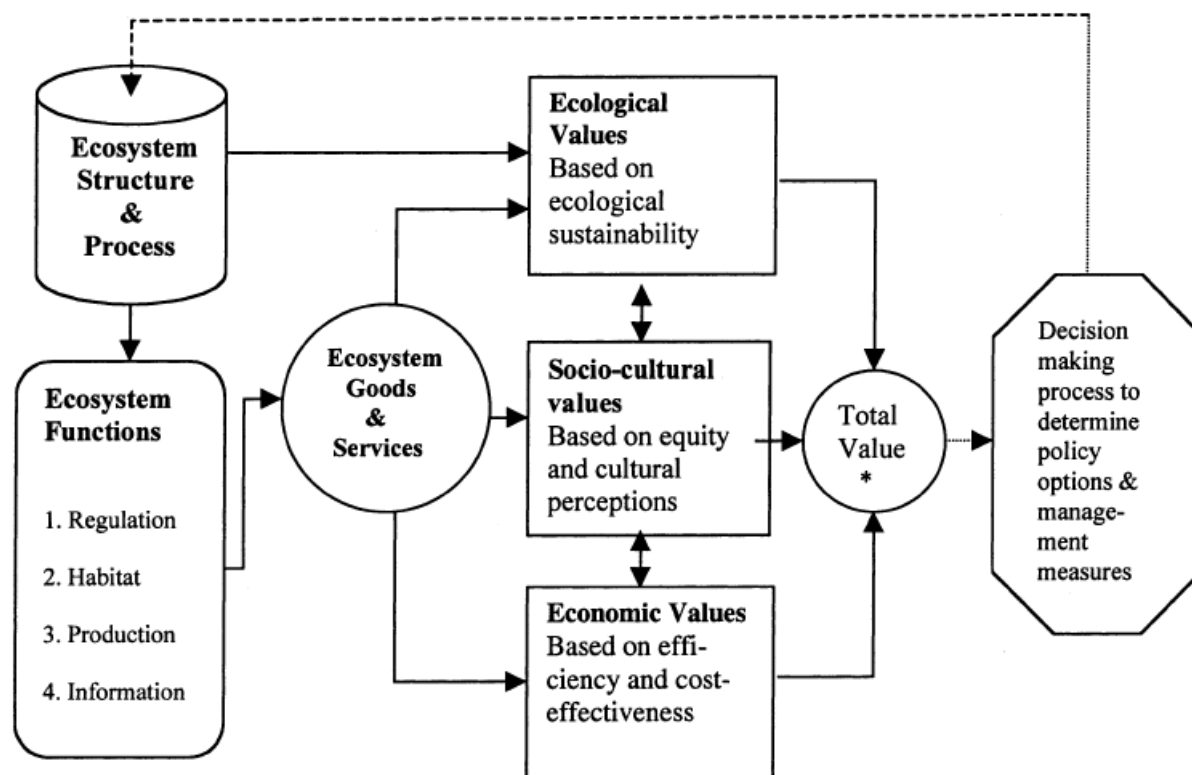 Ecosystem
Structure
&
Process
Ecosystem
Functions
1. Regulation
2. Habitat
3. Production
4. Information
Ecosystem
Goods
&
Services
Ecological
Values
Based on
ecological
sustainability
Socio-cultural
values
Based on equity
and cultural
perceptions
Economic Values
Based on effi-
ciency and cost-
effectiveness
Total
Value
*
Decision
making
process to
determine
policy
options &
manage-
ment
measures